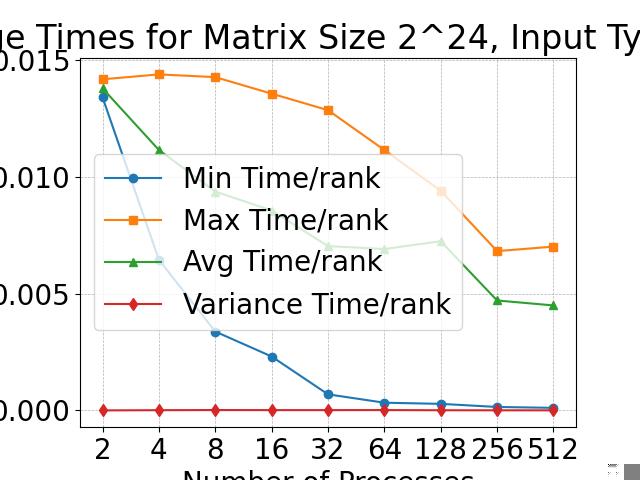 ge Times for Matrix Size 2^24, Input Ty
0.015
0.010
0.005
0.000
Min Time/rank
Max Time/rank
Avg Time/rank
Variance Time/rank
2 4 8 16 32 64 128 256 512
Number of Processes